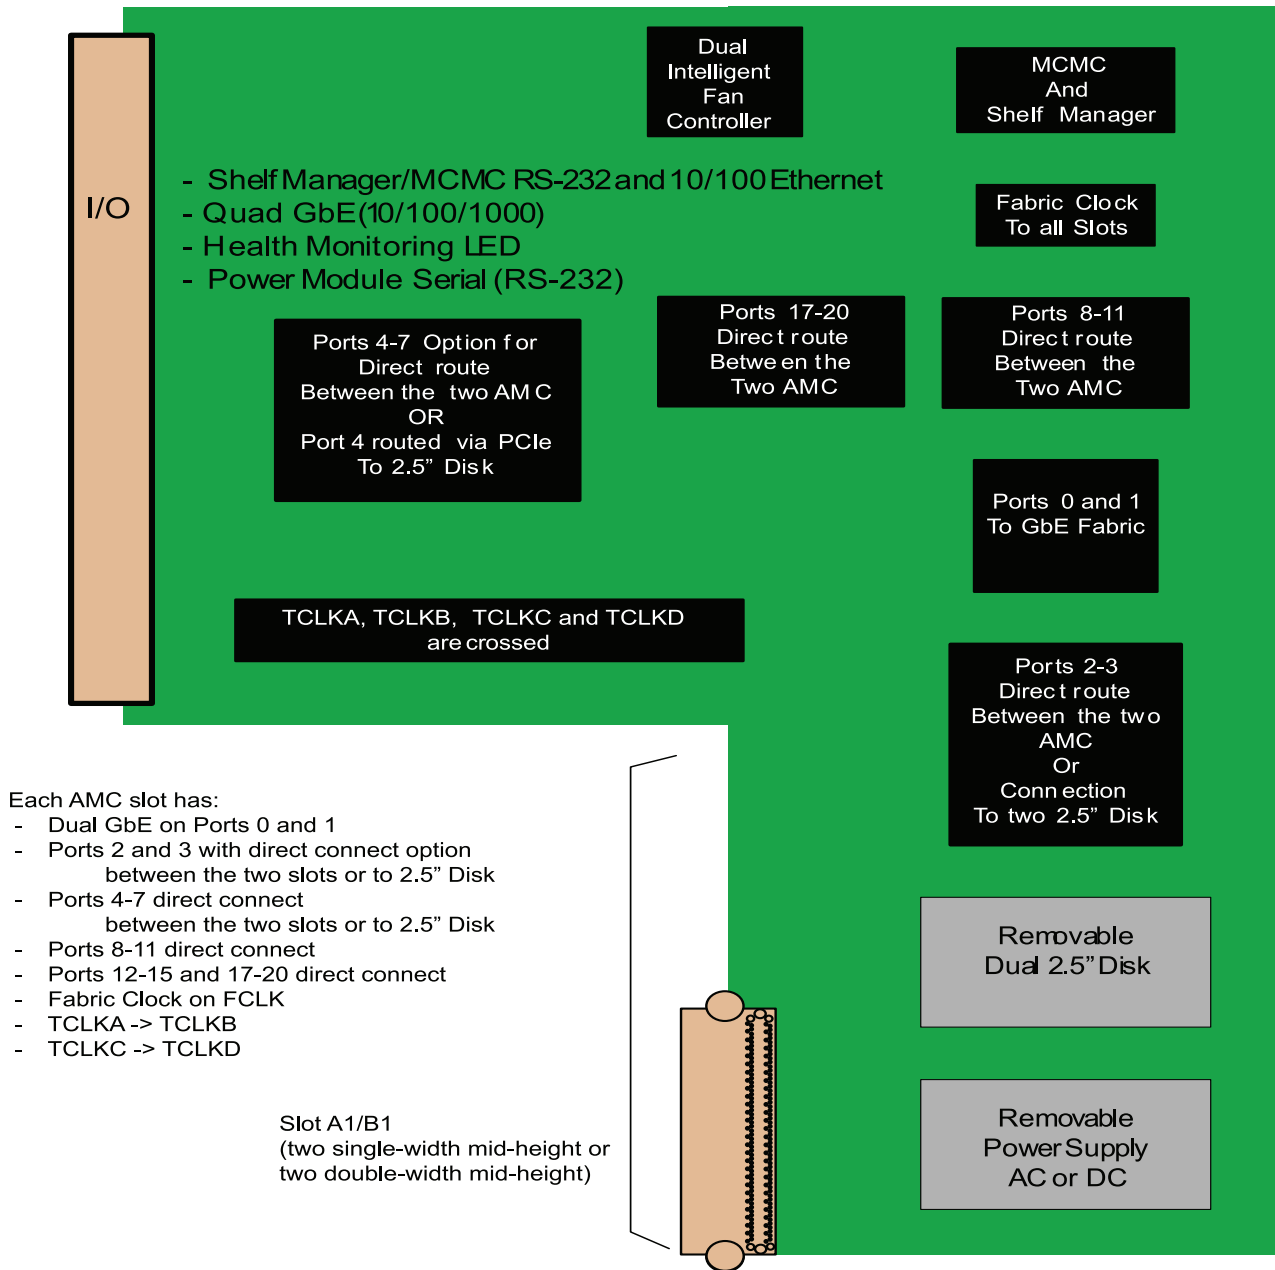 Dual
Intelligent
Fan
Controller
MCMC
And
Shelf Manager
I/O
- Shelf Manager/MCMC RS-232 and 10/100 Ethernet
- Quad GbE(10/100/1000)
- Health Monitoring LED
- Power Module Serial (RS-232)
Fabric Clock
To all Slots
Ports 4-7 Option for
Direct route
Between the two AMC
OR
Port 4 routed via PCIe
To 2.5” Disk
Ports 17-20
Direct route
Between the
Two AMC
Ports 8-11
Direct route
Between the
Two AMC
Ports 0 and 1
To GbE Fabric
TCLKA, TCLKB, TCLKC and TCLKD
are crossed
Ports 2-3
Direct route
Between the two
AMC
Or
Connection
To two 2.5” Disk
Each AMC slot has:
- Dual GbE on Ports 0 and 1
- Ports 2 and 3 with direct connect option
between the two slots or to 2.5” Disk
- Ports 4-7 direct connect
between the two slots or to 2.5” Disk
- Ports 8-11 direct connect
- Ports 12-15 and 17-20 direct connect
- Fabric Clock on FCLK
- TCLKA -> TCLKB
- TCLKC -> TCLKD
Removable
Dual 2.5” Disk
Slot A1/B1
(two single-width mid-height or
two double-width mid-height)
Removable
Power Supply
AC or DC